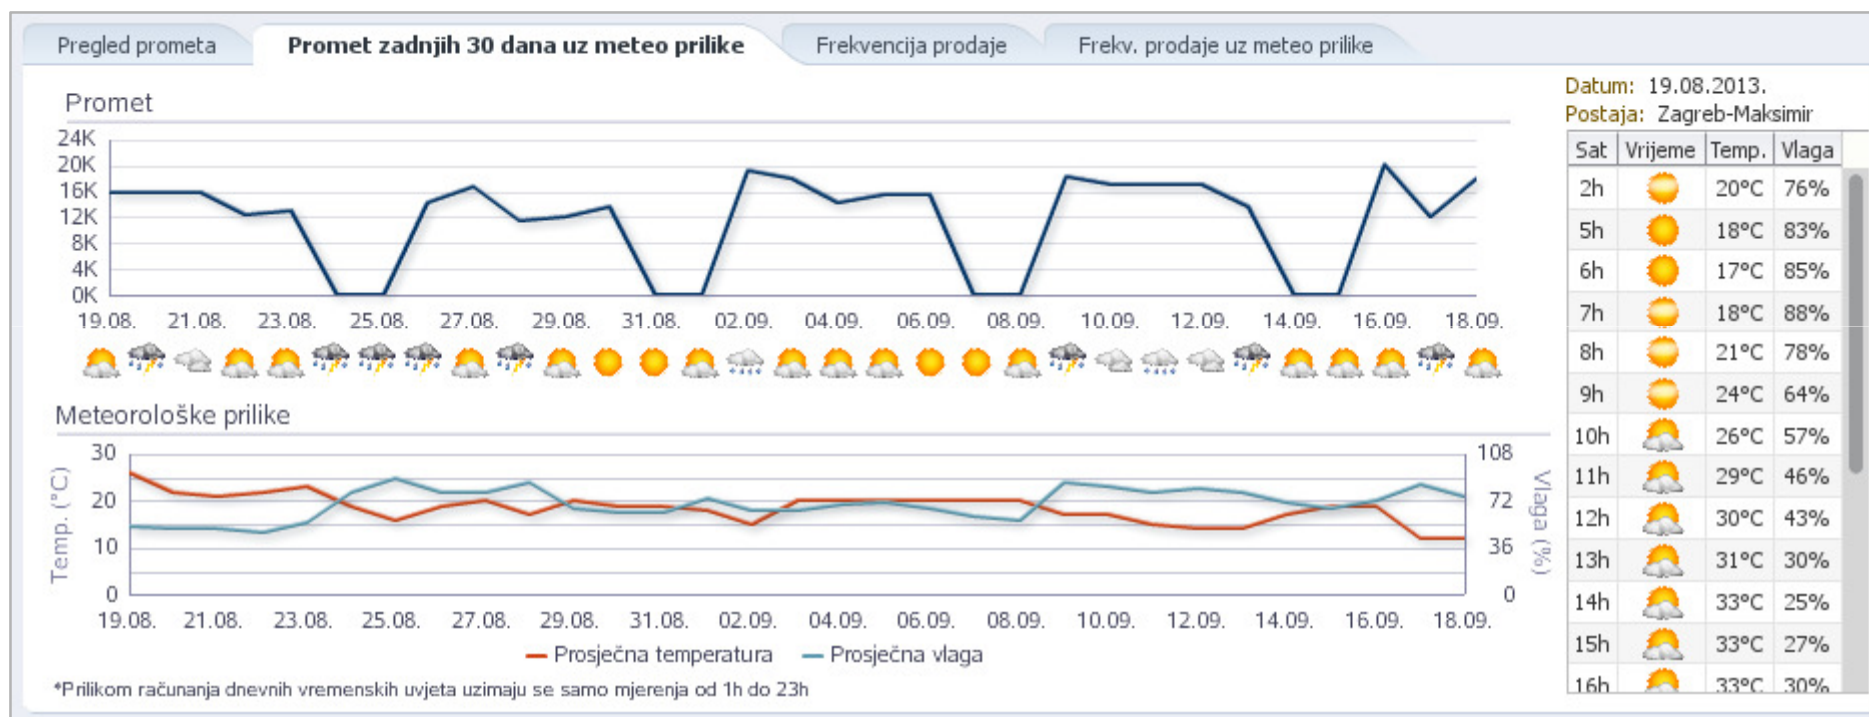 Pregled prometa
Promet zadnjih 30 dana uz meteo prilike
Frekvencija prodaje
Frekv. prodaje uz meteo prilike
Promet
24K
20K
16K
12K
8K
4K
0K
19.08. 21.08. 23.08. 25.08. 27.08. 29.08. 31.08. 02.09. 04.09. 06.09. 08.09. 10.09. 12.09. 14.09. 16.09. 18.09.
Meteorološke prilike
Temp. (°C)
30
20
10
0
108
72
36
0
Vlaga (%)
19.08. 21.08. 23.08. 25.08. 27.08. 29.08. 31.08. 02.09. 04.09. 06.09. 08.09. 10.09. 12.09. 14.09. 16.09. 18.09.
Prosječna temperatura Prosječna vlaga
*Prilikom računanja dnevnih vremenskih uvjeta uzimaju se samo mjerenja od 1h do 23h
Datum: 19.08.2013.
Postaja: Zagreb-Maksimir
Sat Vrijeme Temp. Vlaga
2h 20°C 76%
5h 18°C 83%
6h 17°C 85%
7h 18°C 88%
8h 21°C 78%
9h 24°C 64%
10h 26°C 57%
11h 29°C 46%
12h 30°C 43%
13h 31°C 30%
14h 33°C 25%
15h 33°C 27%
16h 33°C 30%